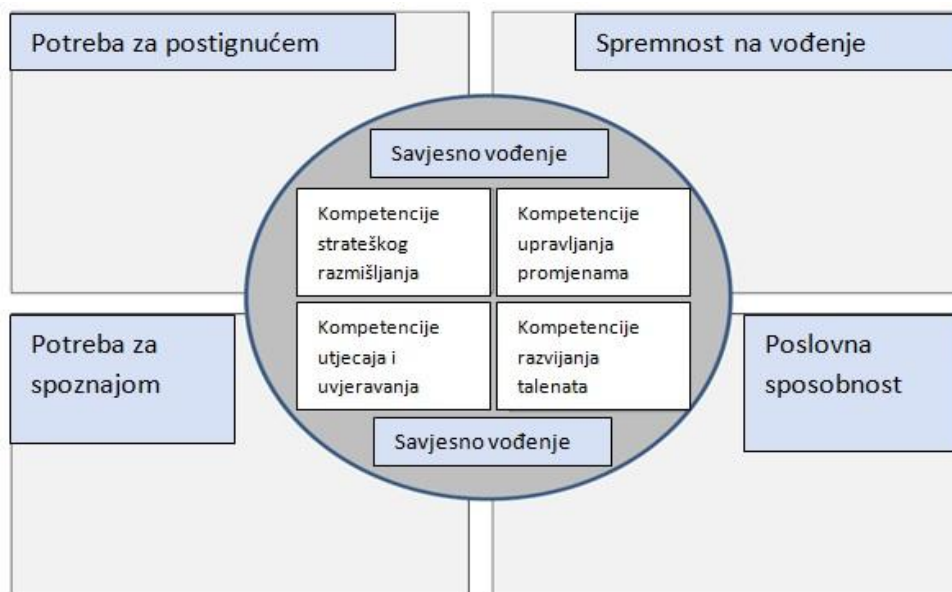 Potreba za postignućem
Spremnost na vođenje
Savjesno vođenje
Kompetencije
strateškog
razmišljanja
Kompetencije
upravljanja
promjenama
Potreba za
spoznajom
Kompetencije
utjecaja i
uvjeravanja
Kompetencije
razvijanja
talenata
Poslovna
sposobnost
Savjesno vođenje